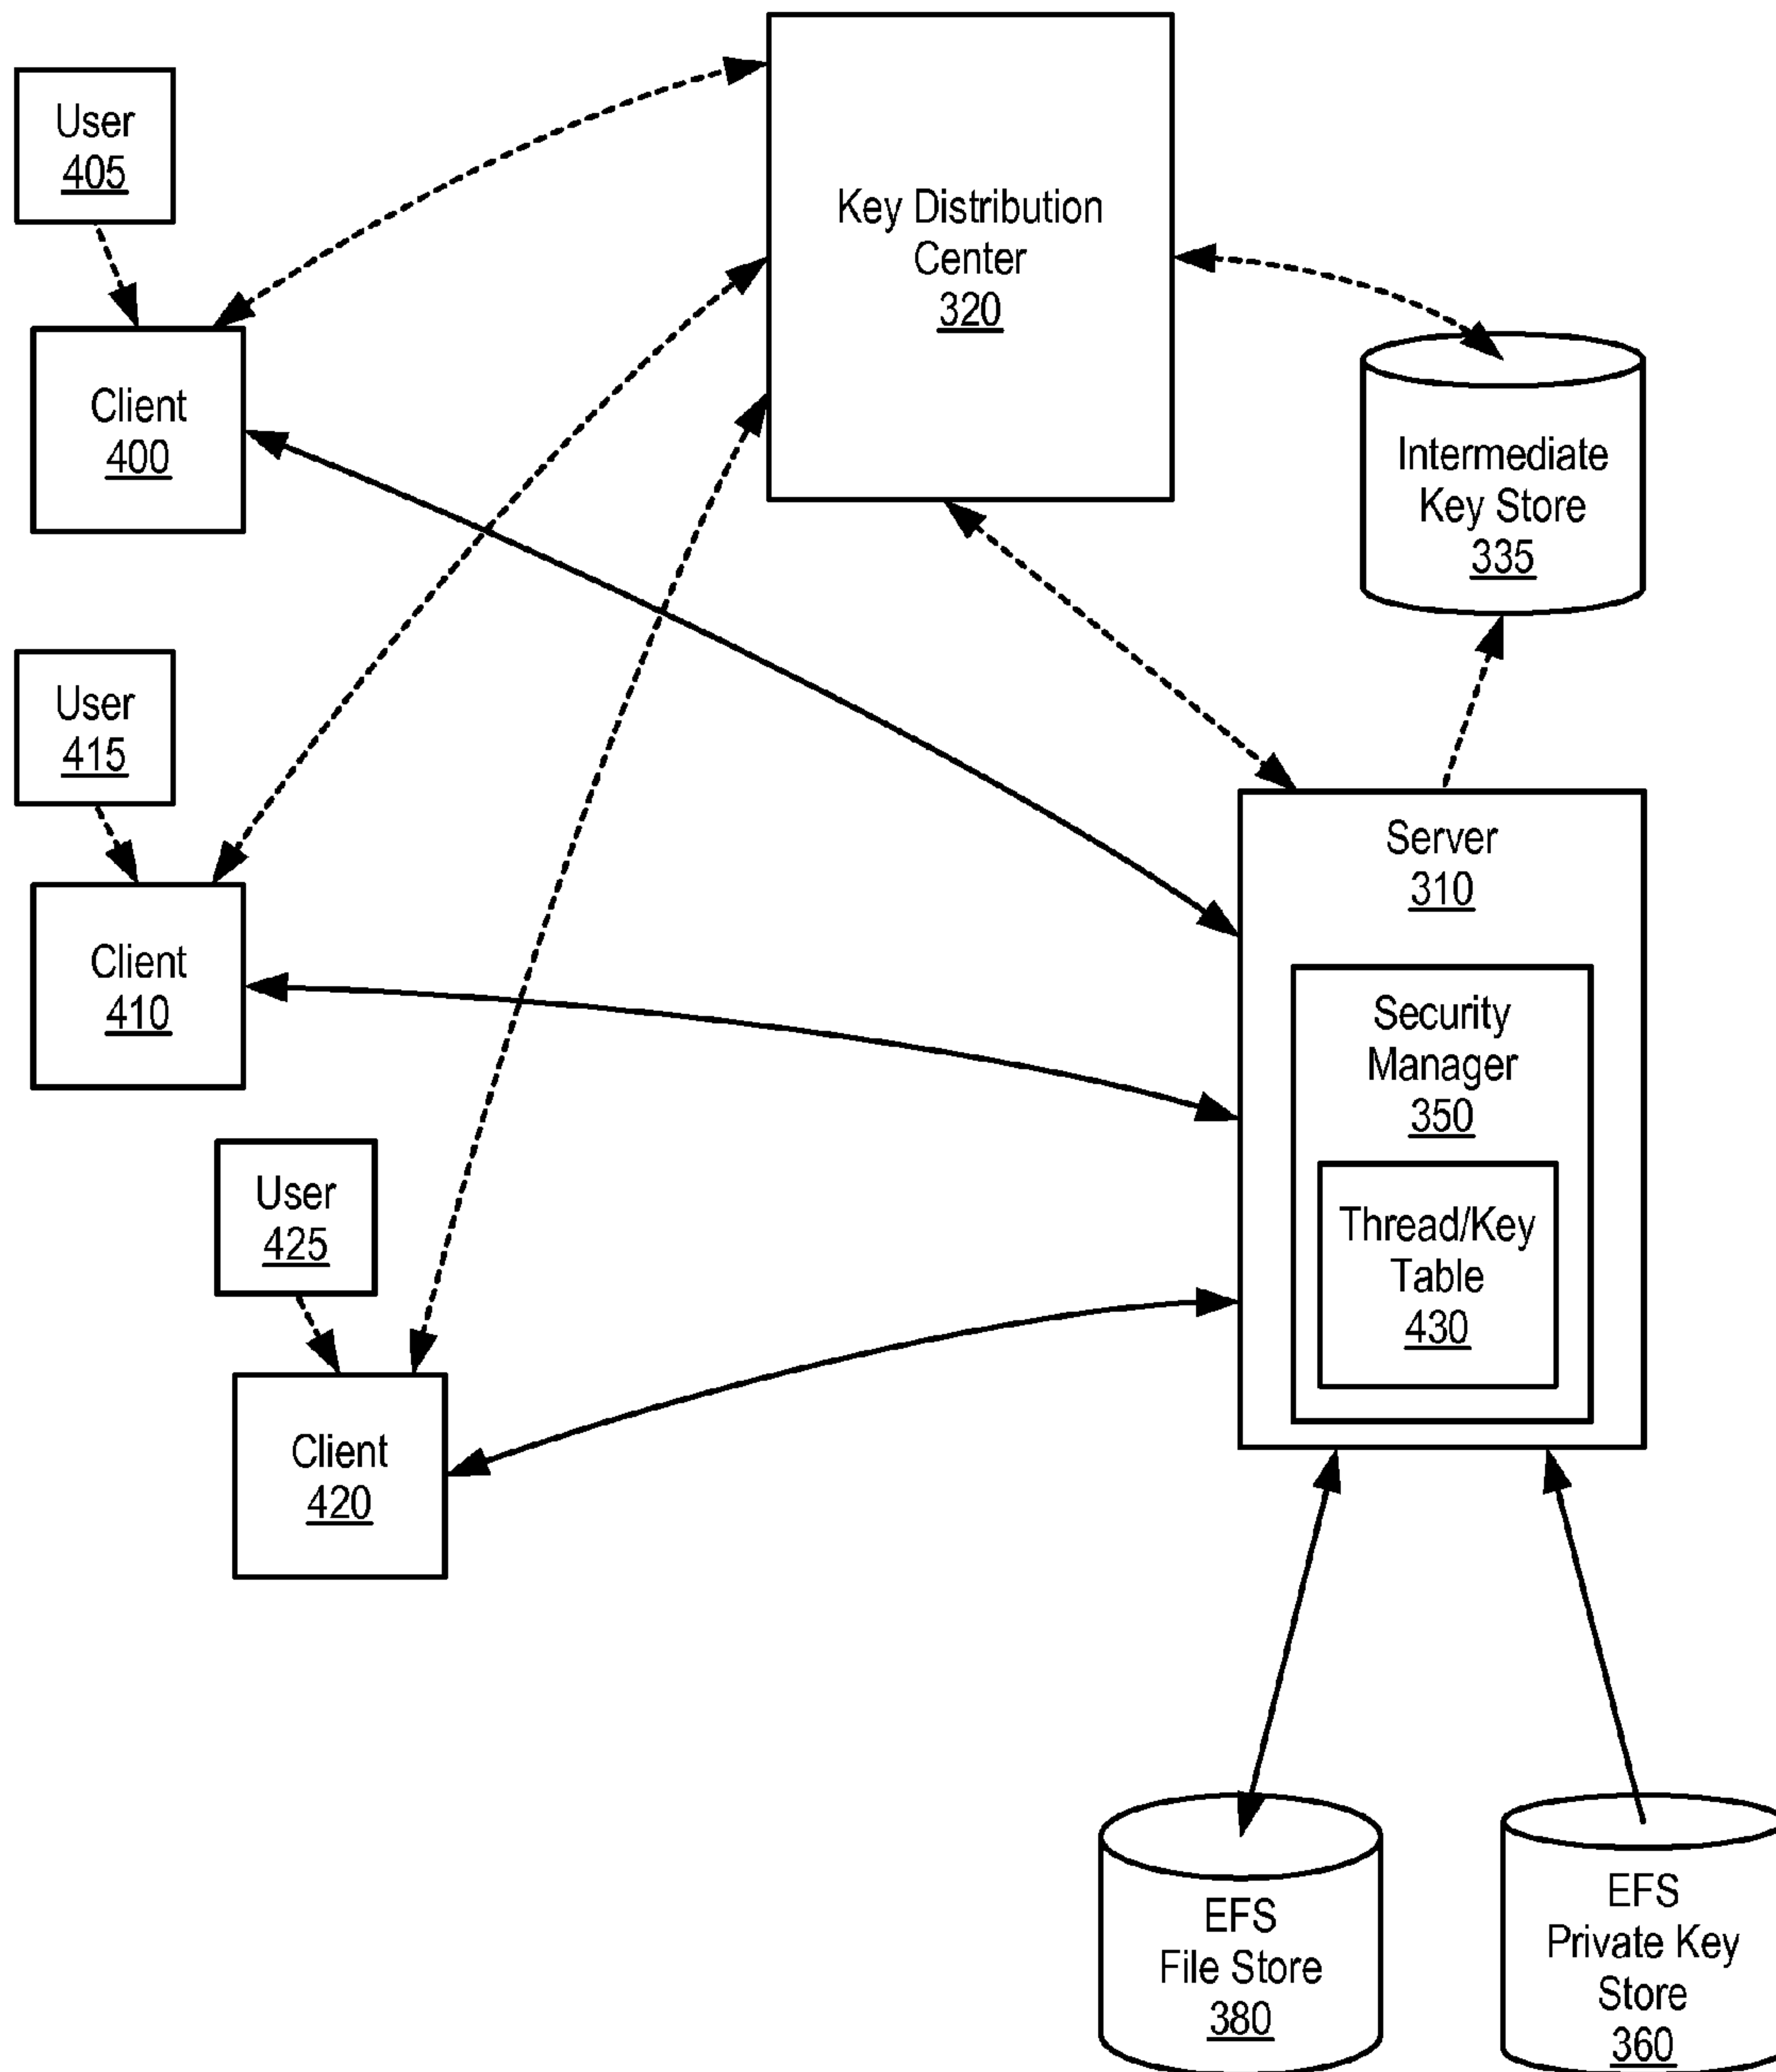 User
405
Key Distribution
Center
320
Client
400
Intermediate
Key Store
335
User
415
Server
310
Client
410
Security
Manager
350
User
425
Thread/Key
Table
430
Client
420
EFS
File Store
380
EFS
Private Key
Store
360